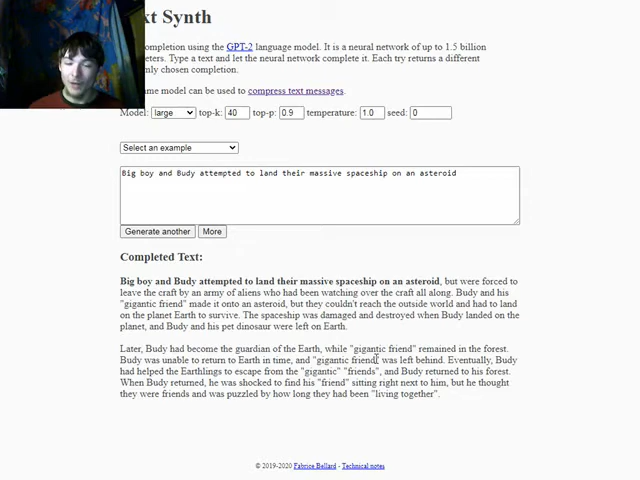 xt Synth
ompletion using the GPT-2 language model. It is a neural network of up to 1.5 billion
meters. Type a text and let the neural network complete it. Each try returns a different
mly chosen completion.
ame model can be used to compress text messages.
Model: large top-k: 40 top-p: 0.9 temperature: 1.0 seed: 0
Select an example
Big boy and Budy attempted to land their massive spaceship on an asteroid
Generate another More
Completed Text:
Big boy and Budy attempted to land their massive spaceship on an asteroid, but were forced to
leave the craft by an army of aliens who had been watching over the craft all along. Budy and his
"gigantic friend" made it onto an asteroid, but they couldn't reach the outside world and had to land
on the planet Earth to survive. The spaceship was damaged and destroyed when Budy landed on the
planet, and Budy and his pet dinosaur were left on Earth.
Later, Budy had become the guardian of the Earth, while "gigantic friend" remained in the forest.
Budy was unable to return to Earth in time, and "gigantic friend" was left behind. Eventually, Budy
had helped the Earthlings to escape from the "gigantic" "friends", and Budy returned to his forest.
When Budy returned, he was shocked to find his "friend" sitting right next to him, but he thought
they were friends and was puzzled by how long they had been "living together".
© 2019-2020 Fabrice Bellard - Technical notes